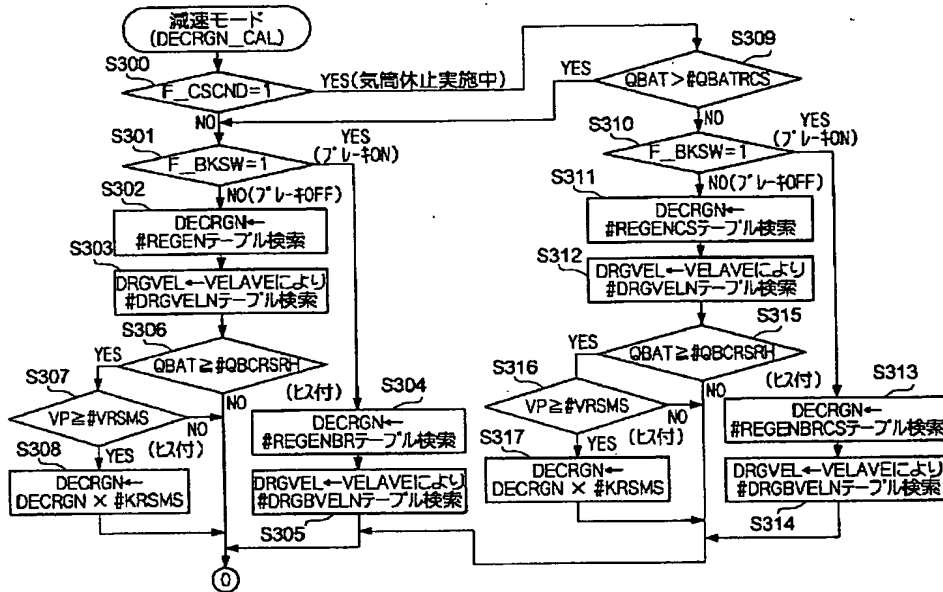 減速モード
(DECRGN_CAL)
S300
F_CSCND=1
YES(気筒休止実施中)
NO
S301
F_BKSW=1
YES
(ブレーキON)
S302
NO(ブレーキOFF)
DECRGN←
#REGENテーブル検索
S303
DRGVEL←VELAVEにより
#DRGVELNテーブル検索
S306
YES
QBAT≧#QBCRSRH
(ヒス付)
NO
S307
VP≧#VRSMS
NO
(ヒス付)
YES
S308
DECRGN←
DECRGN × #KRSMS
S304
DECRGN←
#REGENBRテーブル検索
DRGVEL←VELAVEにより
#DRGBVELNテーブル検索
S305
O
S309
YES
QBAT>#QBATRCS
NO
S310
F_BKSW=1
YES
(ブレーキON)
S311
NO(ブレーキOFF)
DECRGN←
#REGENCSテーブル検索
S312
DRGVEL←VELAVEにより
#DRGVELNテーブル検索
S315
YES
QBAT≧#QBCRSRH
(ヒス付)
NO
S316
VP≧#VRSMS
NO
(ヒス付)
YES
S317
DECRGN←
DECRGN × #KRSMS
S313
DECRGN←
#REGENBRCSテーブル検索
DRGVEL←VELAVEにより
#DRGBVELNテーブル検索
S314